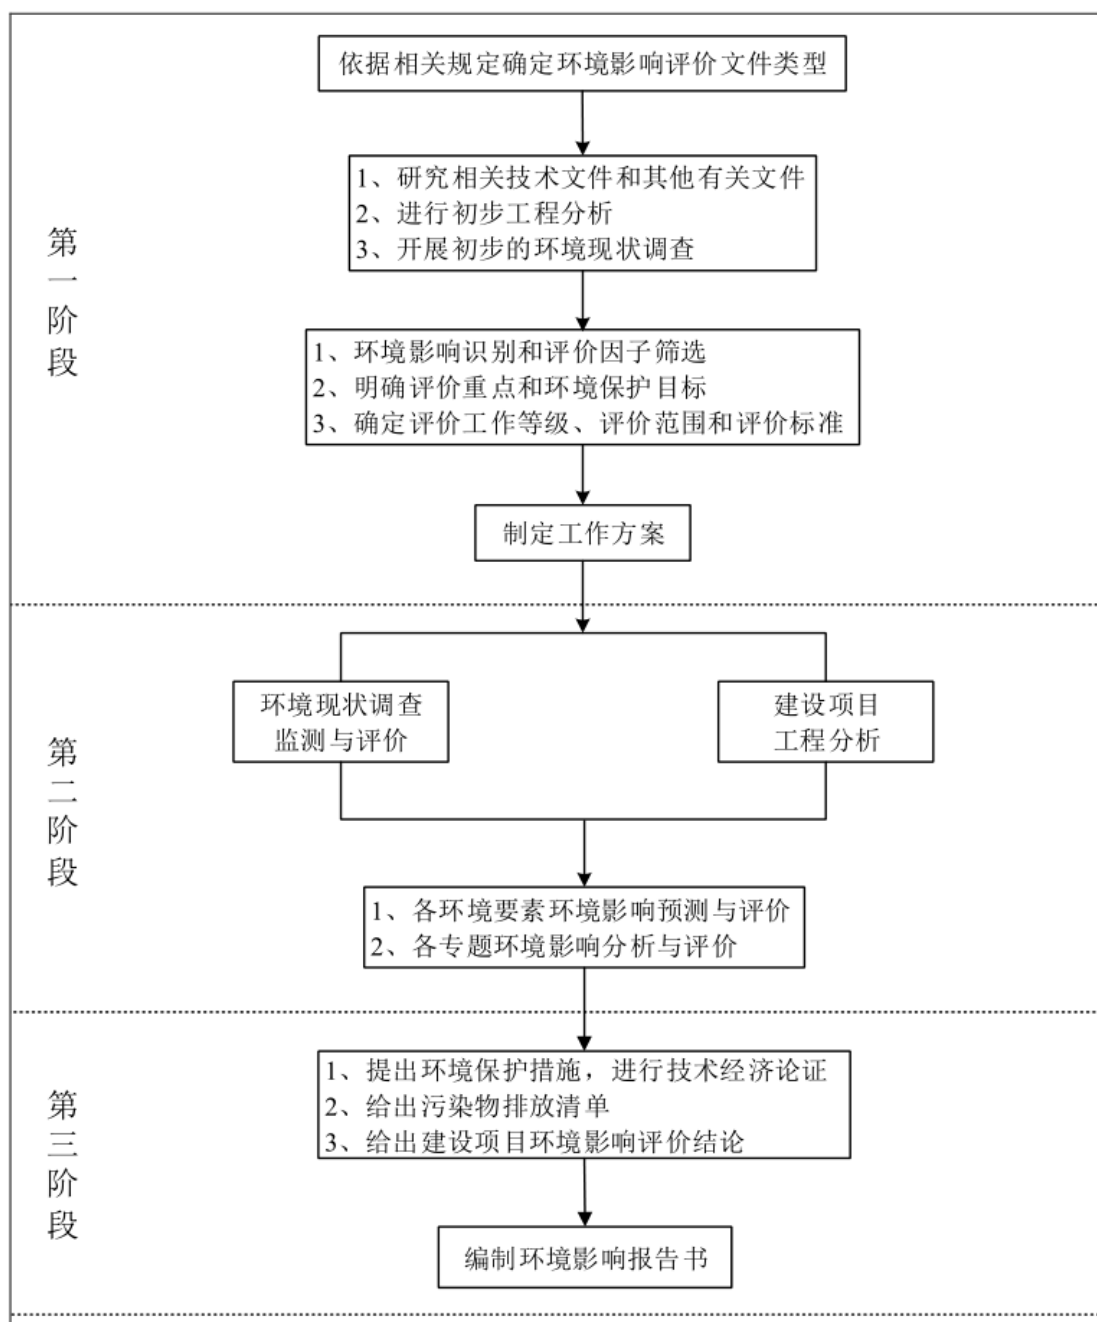 依据相关规定确定环境影响评价文件类型
1、研究相关技术文件和其他有关文件
2、进行初步工程分析
3、开展初步的环境现状调查
第一阶段
1、环境影响识别和评价因子筛选
2、明确评价重点和环境保护目标
3、确定评价工作等级、评价范围和评价标准
制定工作方案
第二阶段
环境现状调查
监测与评价
建设项目
工程分析
1、各环境要素环境影响预测与评价
2、各专题环境影响分析与评价
第三阶段
1、提出环境保护措施，进行技术经济论证
2、给出污染物排放清单
3、给出建设项目环境影响评价结论
编制环境影响报告书